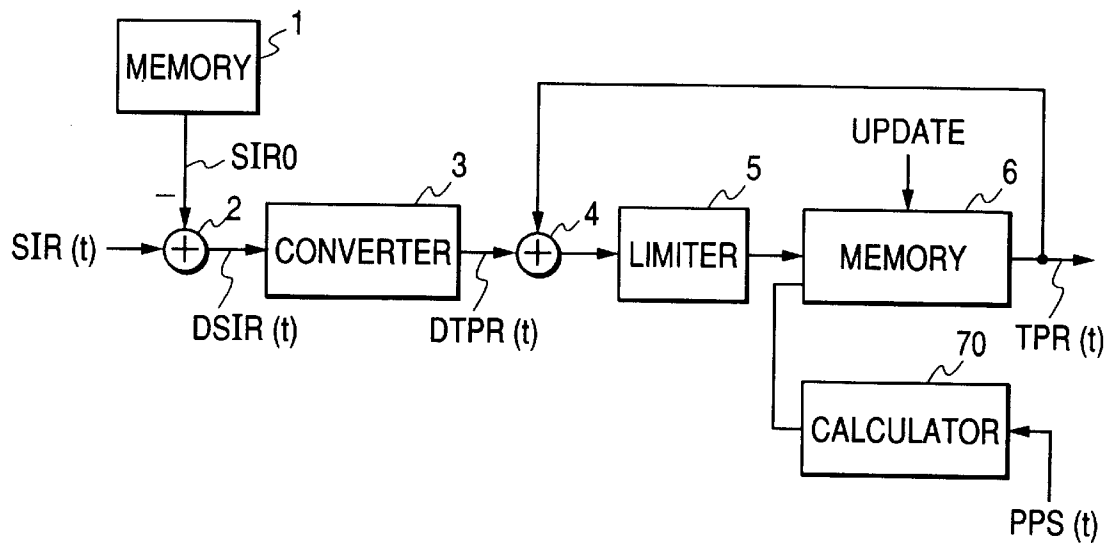 1
MEMORY
SIR0
−
2
SIR (t)
DSIR (t)
3
CONVERTER
DTPR (t)
4
5
LIMITER
UPDATE
6
MEMORY
TPR (t)
70
CALCULATOR
PPS (t)